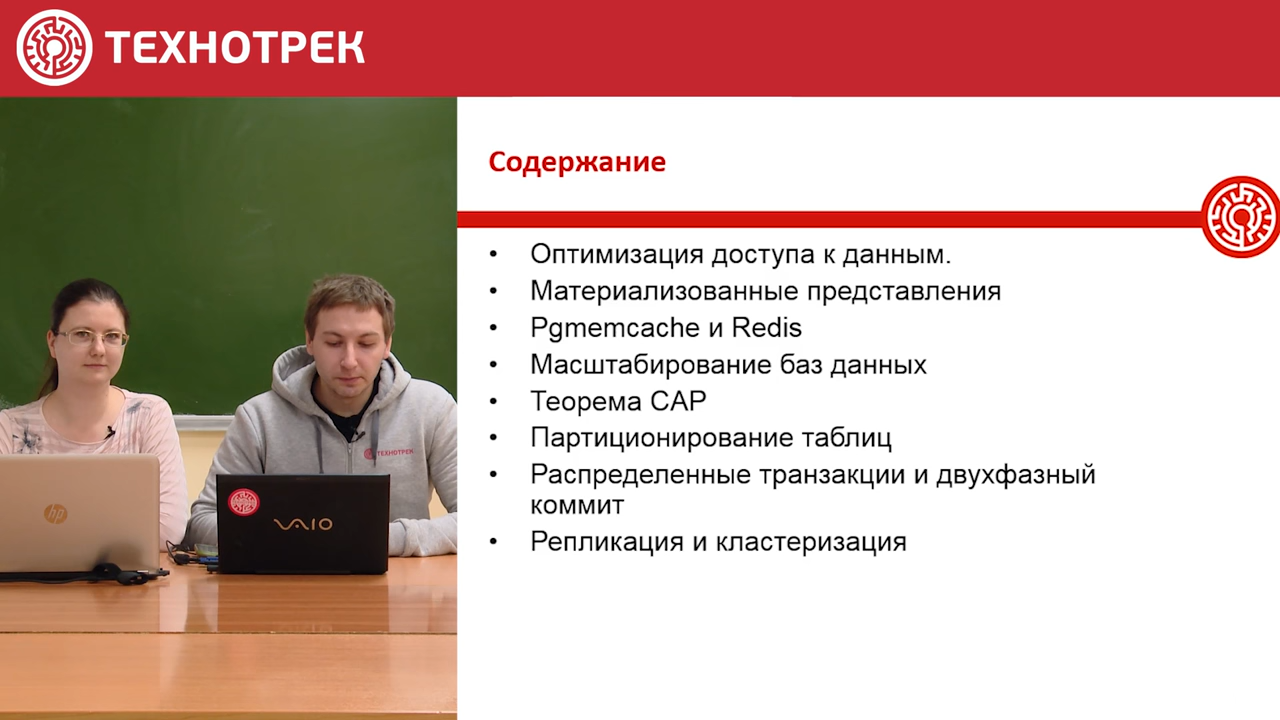 ТЕХНОТРЕК
Содержание
• Оптимизация доступа к данным.
• Материализованные представления
• Pgmemcache и Redis
• Масштабирование баз данных
• Теорема CAP
• Партиционирование таблиц
• Распределенные транзакции и двухфазный
коммит
• Репликация и кластеризация
ТЕХНОТРЕК
hp
VAIO